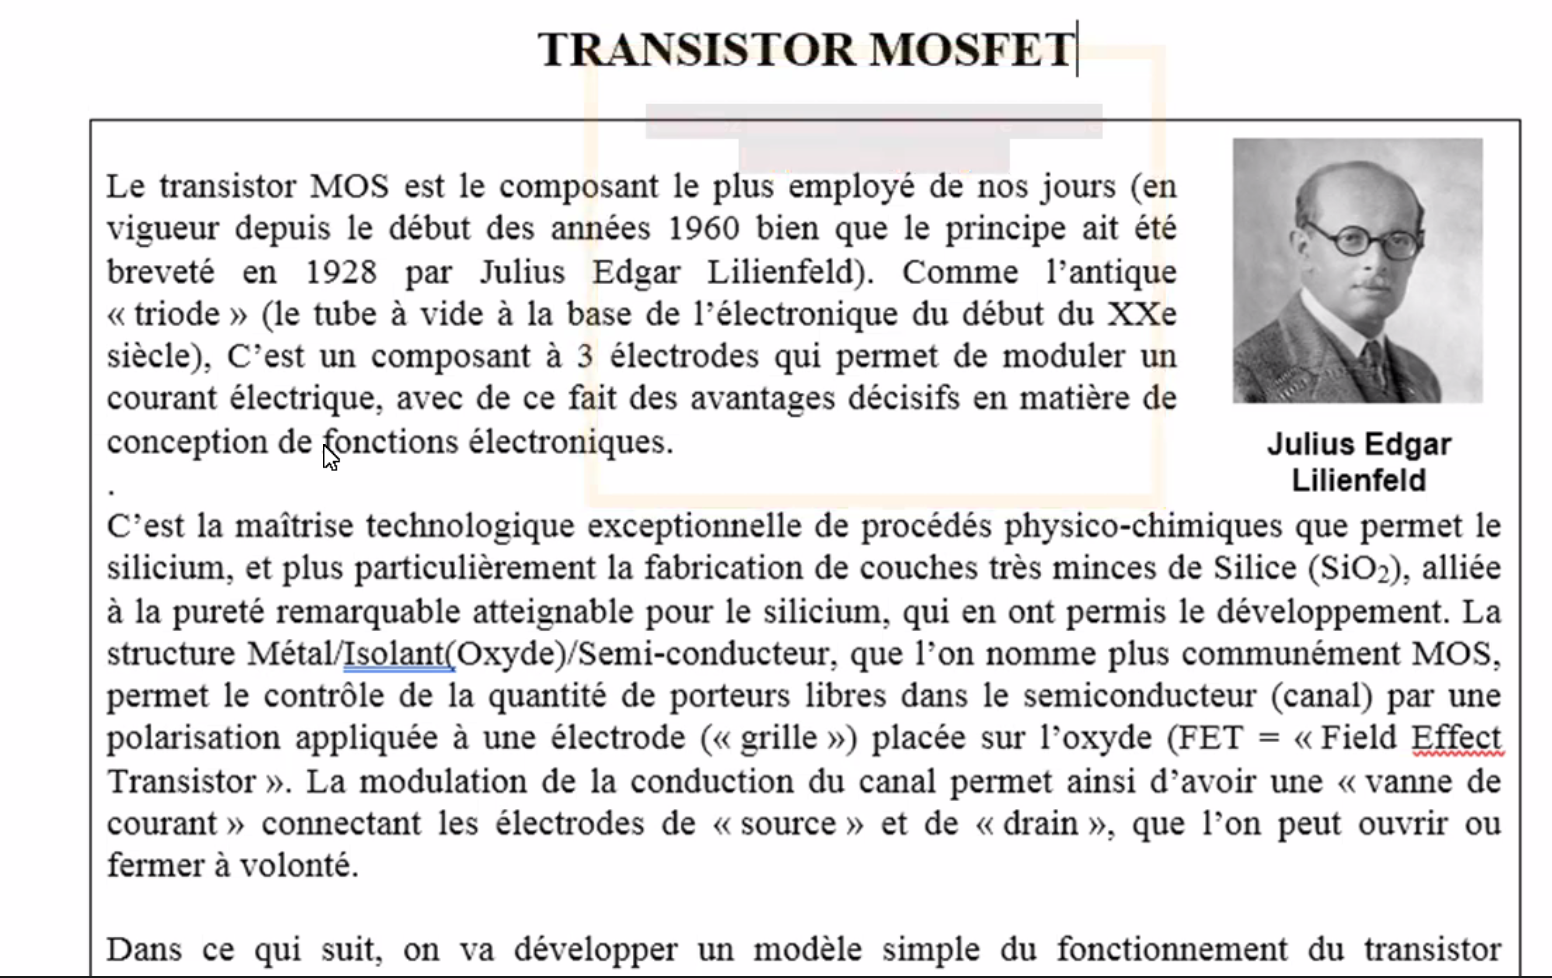 TRANSISTOR MOSFET
Le transistor MOS est le composant le plus employé de nos jours (en
vigueur depuis le début des années 1960 bien que le principe ait été
breveté en 1928 par Julius Edgar Lilienfeld). Comme l’antique
« triode » (le tube à vide à la base de l’électronique du début du XXe
siècle), C’est un composant à 3 électrodes qui permet de moduler un
courant électrique, avec de ce fait des avantages décisifs en matière de
conception de fonctions électroniques.
.
Julius Edgar
Lilienfeld
C’est la maîtrise technologique exceptionnelle de procédés physico-chimiques que permet le
silicium, et plus particulièrement la fabrication de couches très minces de Silice (SiO₂), alliée
à la pureté remarquable atteignable pour le silicium, qui en ont permis le développement. La
structure Métal/Isolant(Oxyde)/Semi-conducteur, que l’on nomme plus communément MOS,
permet le contrôle de la quantité de porteurs libres dans le semiconducteur (canal) par une
polarisation appliquée à une électrode (« grille ») placée sur l’oxyde (FET = « Field Effect
Transistor ». La modulation de la conduction du canal permet ainsi d’avoir une « vanne de
courant » connectant les électrodes de « source » et de « drain », que l’on peut ouvrir ou
fermer à volonté.
Dans ce qui suit, on va développer un modèle simple du fonctionnement du transistor